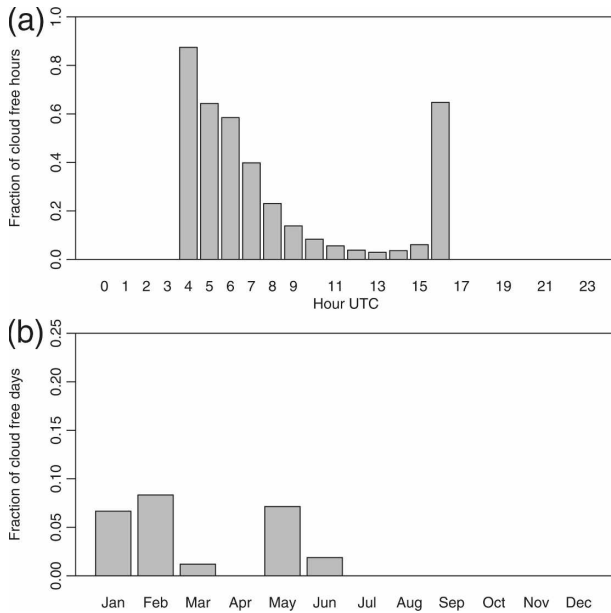 (a)
Fraction of cloud free hours
1.0
0.8
0.6
0.4
0.2
0.0
0 1 2 3 4 5 6 7 8 9 11 13 15 17 19 21 23
Hour UTC
(b)
Fraction of cloud free days
0.25
0.20
0.15
0.10
0.05
0.00
Jan Feb Mar Apr May Jun Jul Aug Sep Oct Nov Dec